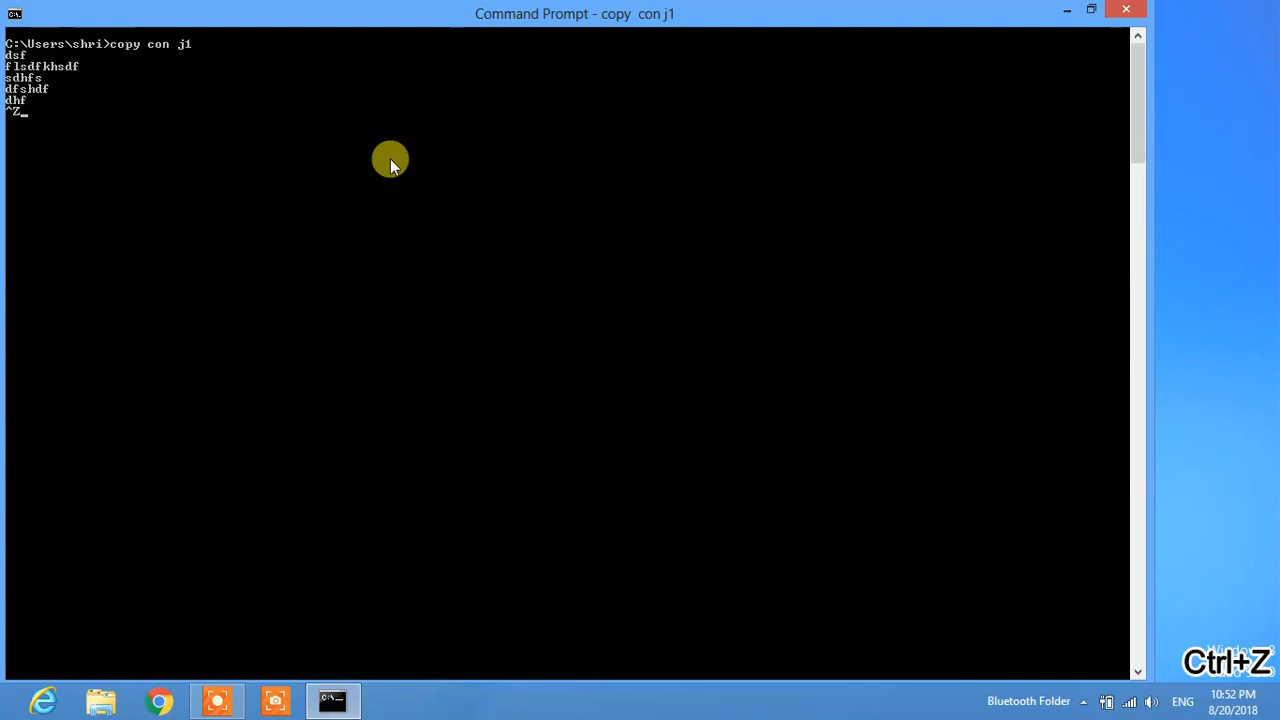 Command Prompt - copy  con j1
C:\Users\shri>copy con j1
dsf
flsdfkhsdf
sdhfs
dfshdf
dhf
^Z_
Ctrl+Z
Bluetooth Folder
ENG
10:52 PM
8/20/2018